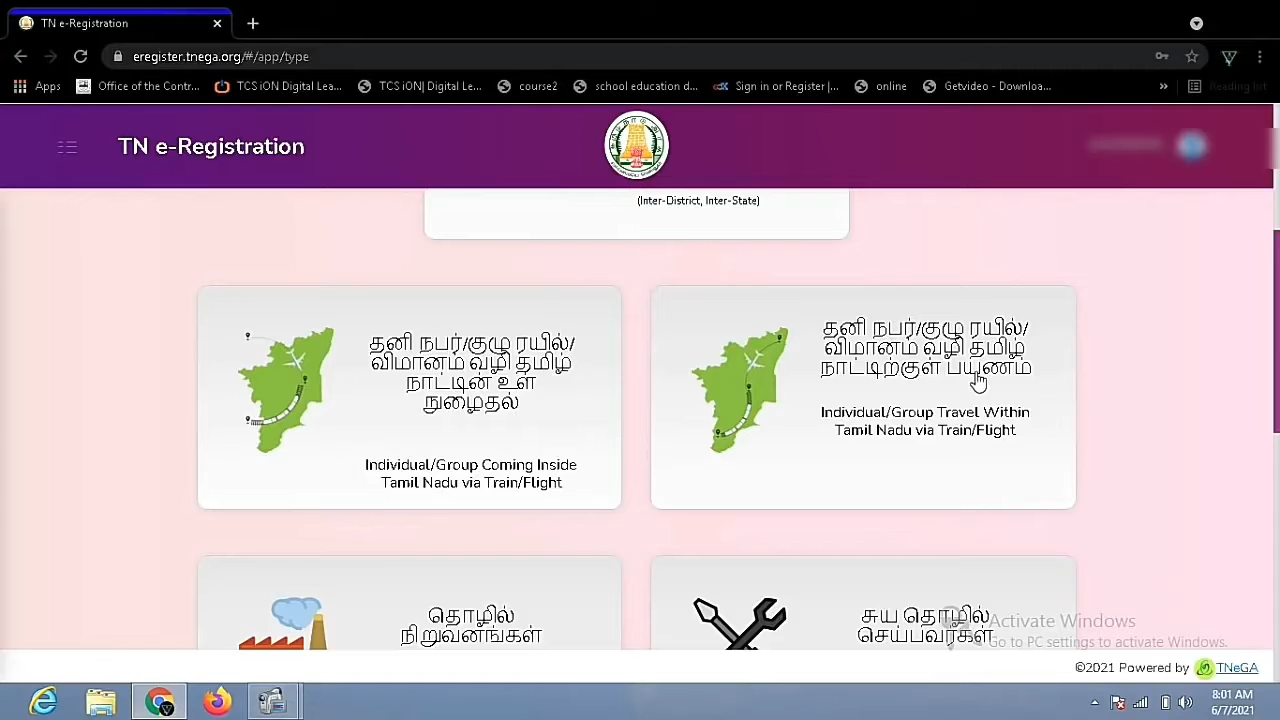 TN e-Registration
eregister.tnega.org/#/app/type
Apps Office of the Contr... TCS iON Digital Lea... TCS iON| Digital Le... course2 school education d... Sign in or Register |... online Getvideo - Downloa... » Reading list
TN e-Registration
(Inter-District, Inter-State)
தனி நபர்/குழு ரயில்/
விமானம் வழி தமிழ்
நாட்டின் உள்
நுழைதல்
Individual/Group Coming Inside
Tamil Nadu via Train/Flight
தனி நபர்/குழு ரயில்/
விமானம் வழி தமிழ்
நாட்டிற்குள் பயணம்
Individual/Group Travel Within
Tamil Nadu via Train/Flight
தொழில்
நிறுவனங்கள்
சுய தொழில்
செய்பவர்கள்
Activate Windows
Go to PC settings to activate Windows.
©2021 Powered by TNeGA
8:01 AM
6/7/2021